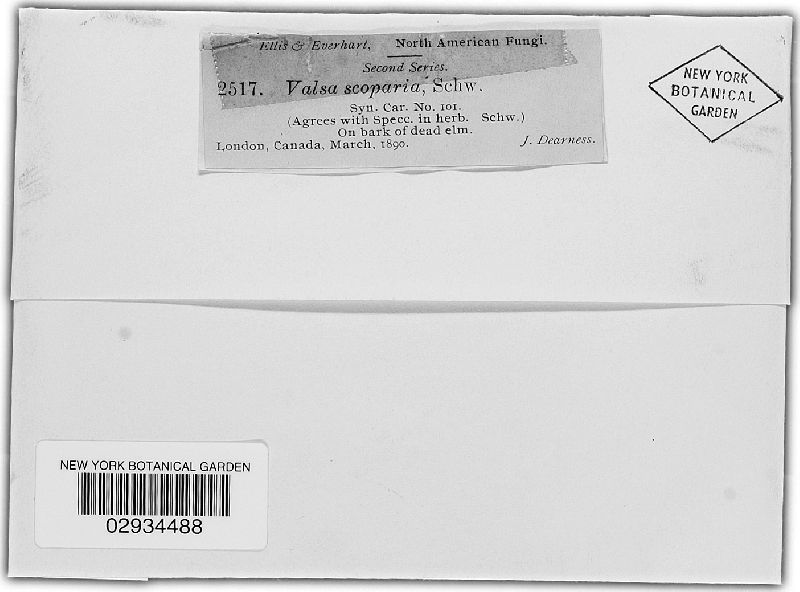 Ellis & Everhart, North American Fungi.
Second Series.
2517. Valsa scoparia, Schw.
Syn. Car. No. 101.
(Agrees with Specc. in herb. Schw.)
On bark of dead elm.
London, Canada, March, 1890. J. Dearness.
NEW YORK
BOTANICAL
GARDEN
NEW YORK BOTANICAL GARDEN
02934488